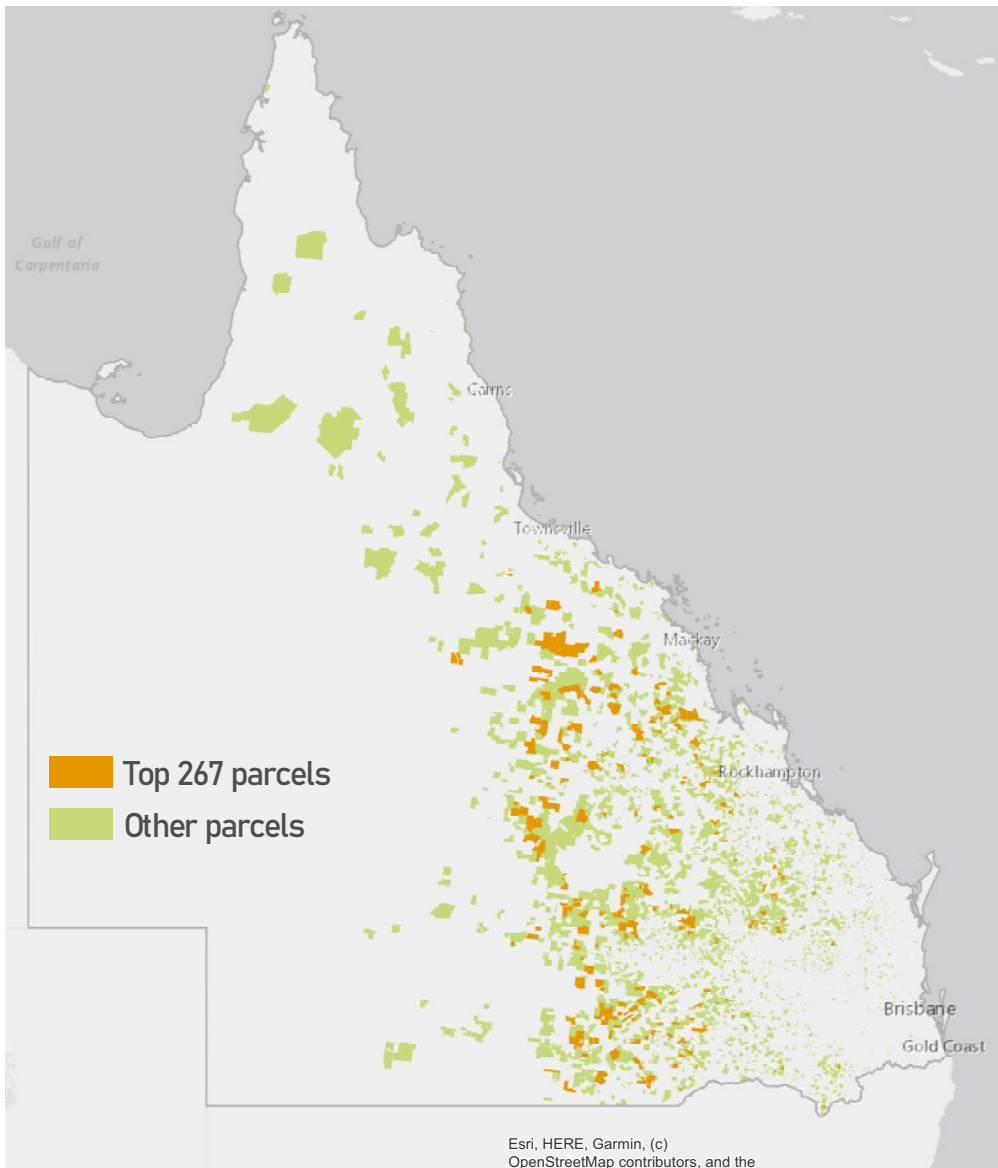 Gulf of
Carpentaria
Cairns
Townsville
Mackay
Top 267 parcels
Rockhampton
Other parcels
Brisbane
Gold Coast
Esri, HERE, Garmin, (c)
OpenStreetMap contributors, and the